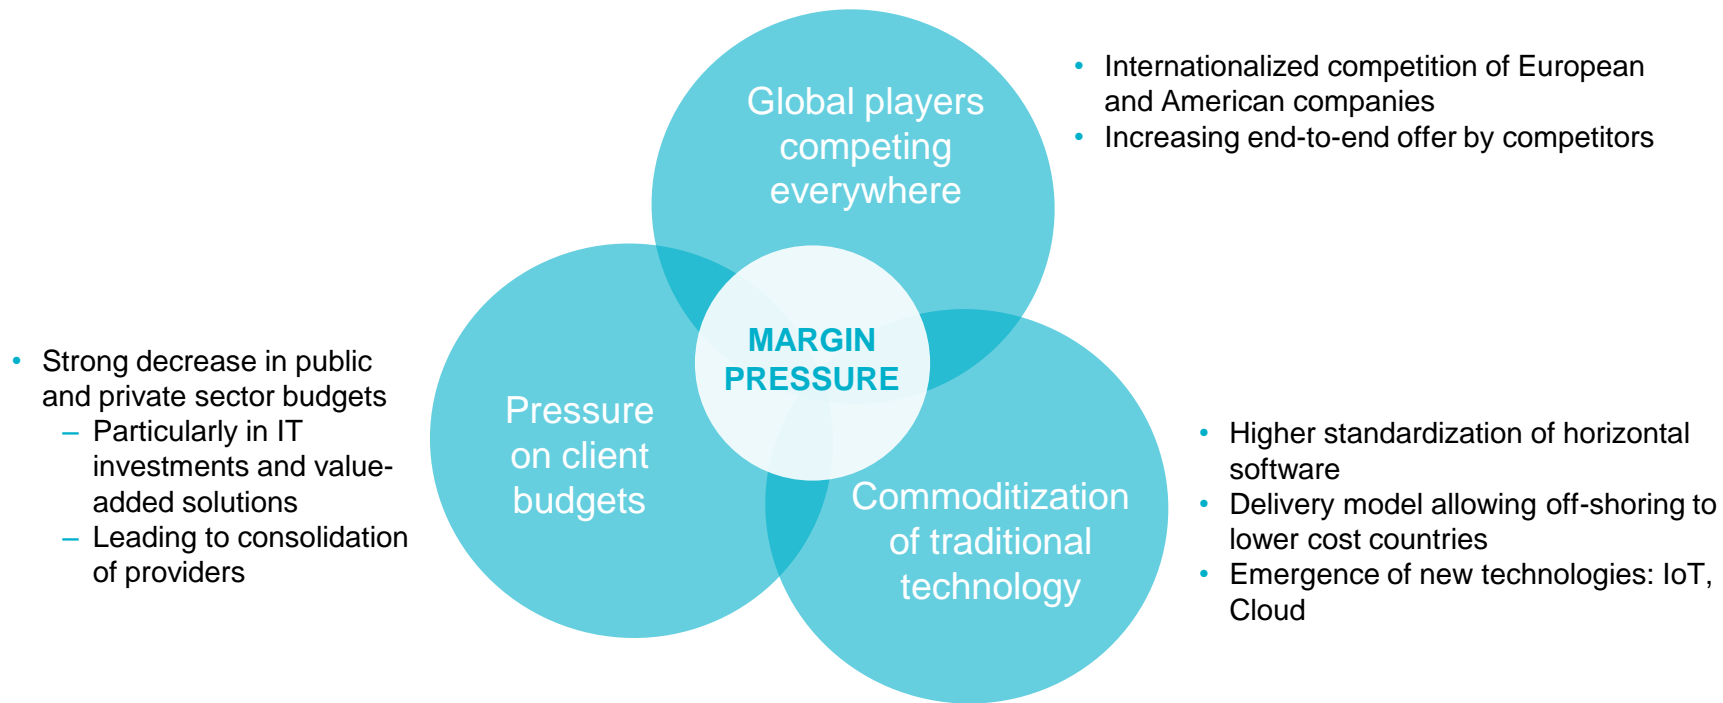 Global players
competing
everywhere
• Internationalized competition of European
and American companies
• Increasing end-to-end offer by competitors
MARGIN
PRESSURE
• Strong decrease in public
and private sector budgets
– Particularly in IT
investments and value-
added solutions
– Leading to consolidation
of providers
Pressure
on client
budgets
Commoditization
of traditional
technology
• Higher standardization of horizontal
software
• Delivery model allowing off-shoring to
lower cost countries
• Emergence of new technologies: IoT,
Cloud